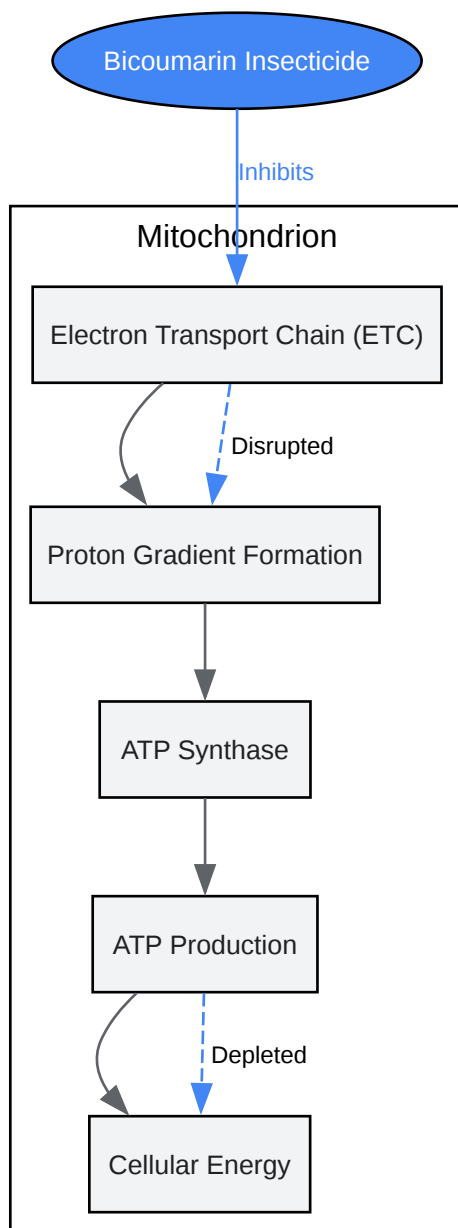 Bicoumarin Insecticide
Inhibits
Mitochondrion
Electron Transport Chain (ETC)
Disrupted
Proton Gradient Formation
ATP Synthase
ATP Production
Depleted
Cellular Energy